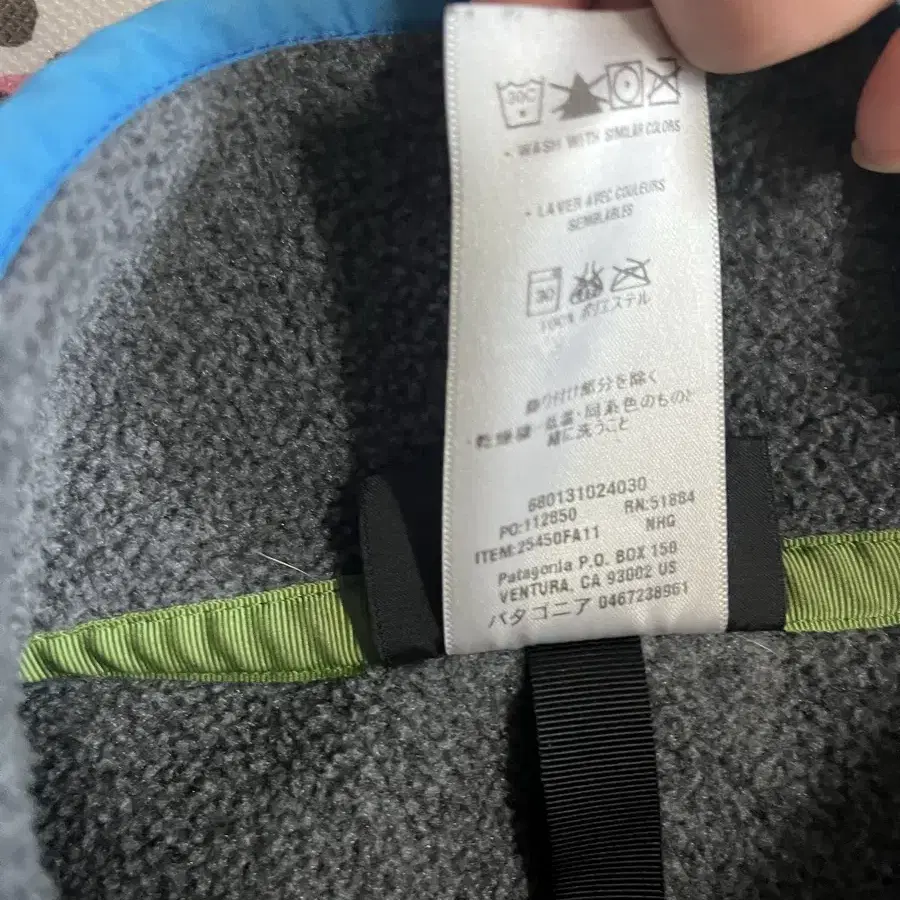 30C
• WASH WITH SIMILAR COLORS
• LAVER AVEC COULEURS
SEMBLABLES
30
100% ポリエステル
飾り付け部分を除く
・乾燥機 低温・同系色のものと
緒に洗うこと
680131024030
PO:112850 RN:51884
ITEM:25450FA11 NHG
Patagonia P.O. BOX 150
VENTURA, CA 93002 US
パタゴニア 0467238961